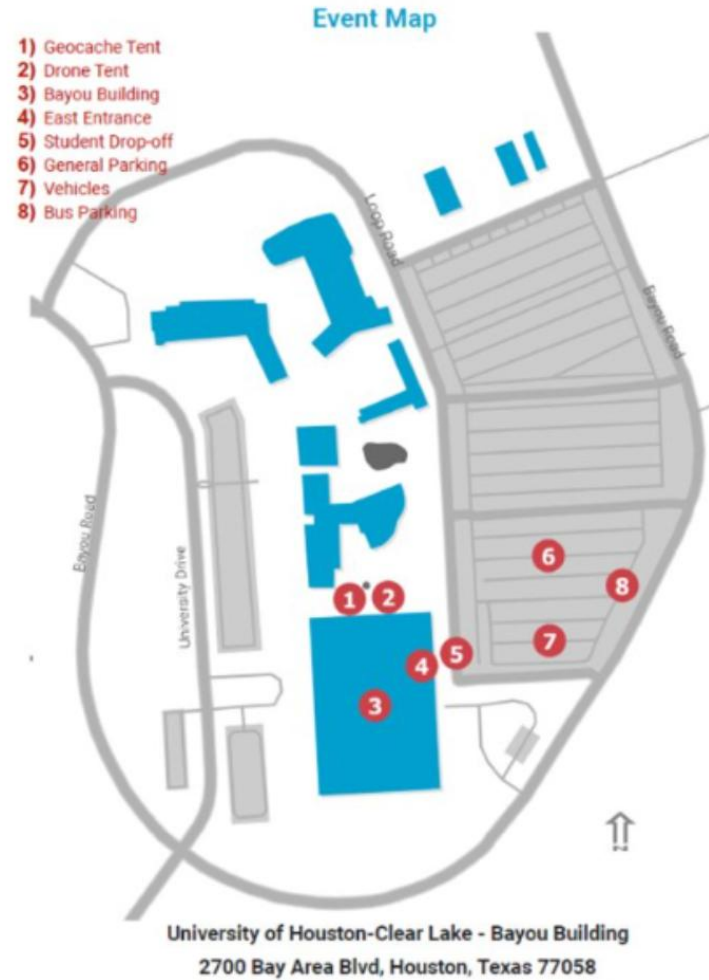 Event Map
1) Geocache Tent
2) Drone Tent
3) Bayou Building
4) East Entrance
5) Student Drop-off
6) General Parking
7) Vehicles
8) Bus Parking
Loop Road
Bayou Road
Bayou Road
University Drive
6
8
1
2
7
5
4
3
University of Houston-Clear Lake - Bayou Building
2700 Bay Area Blvd, Houston, Texas 77058